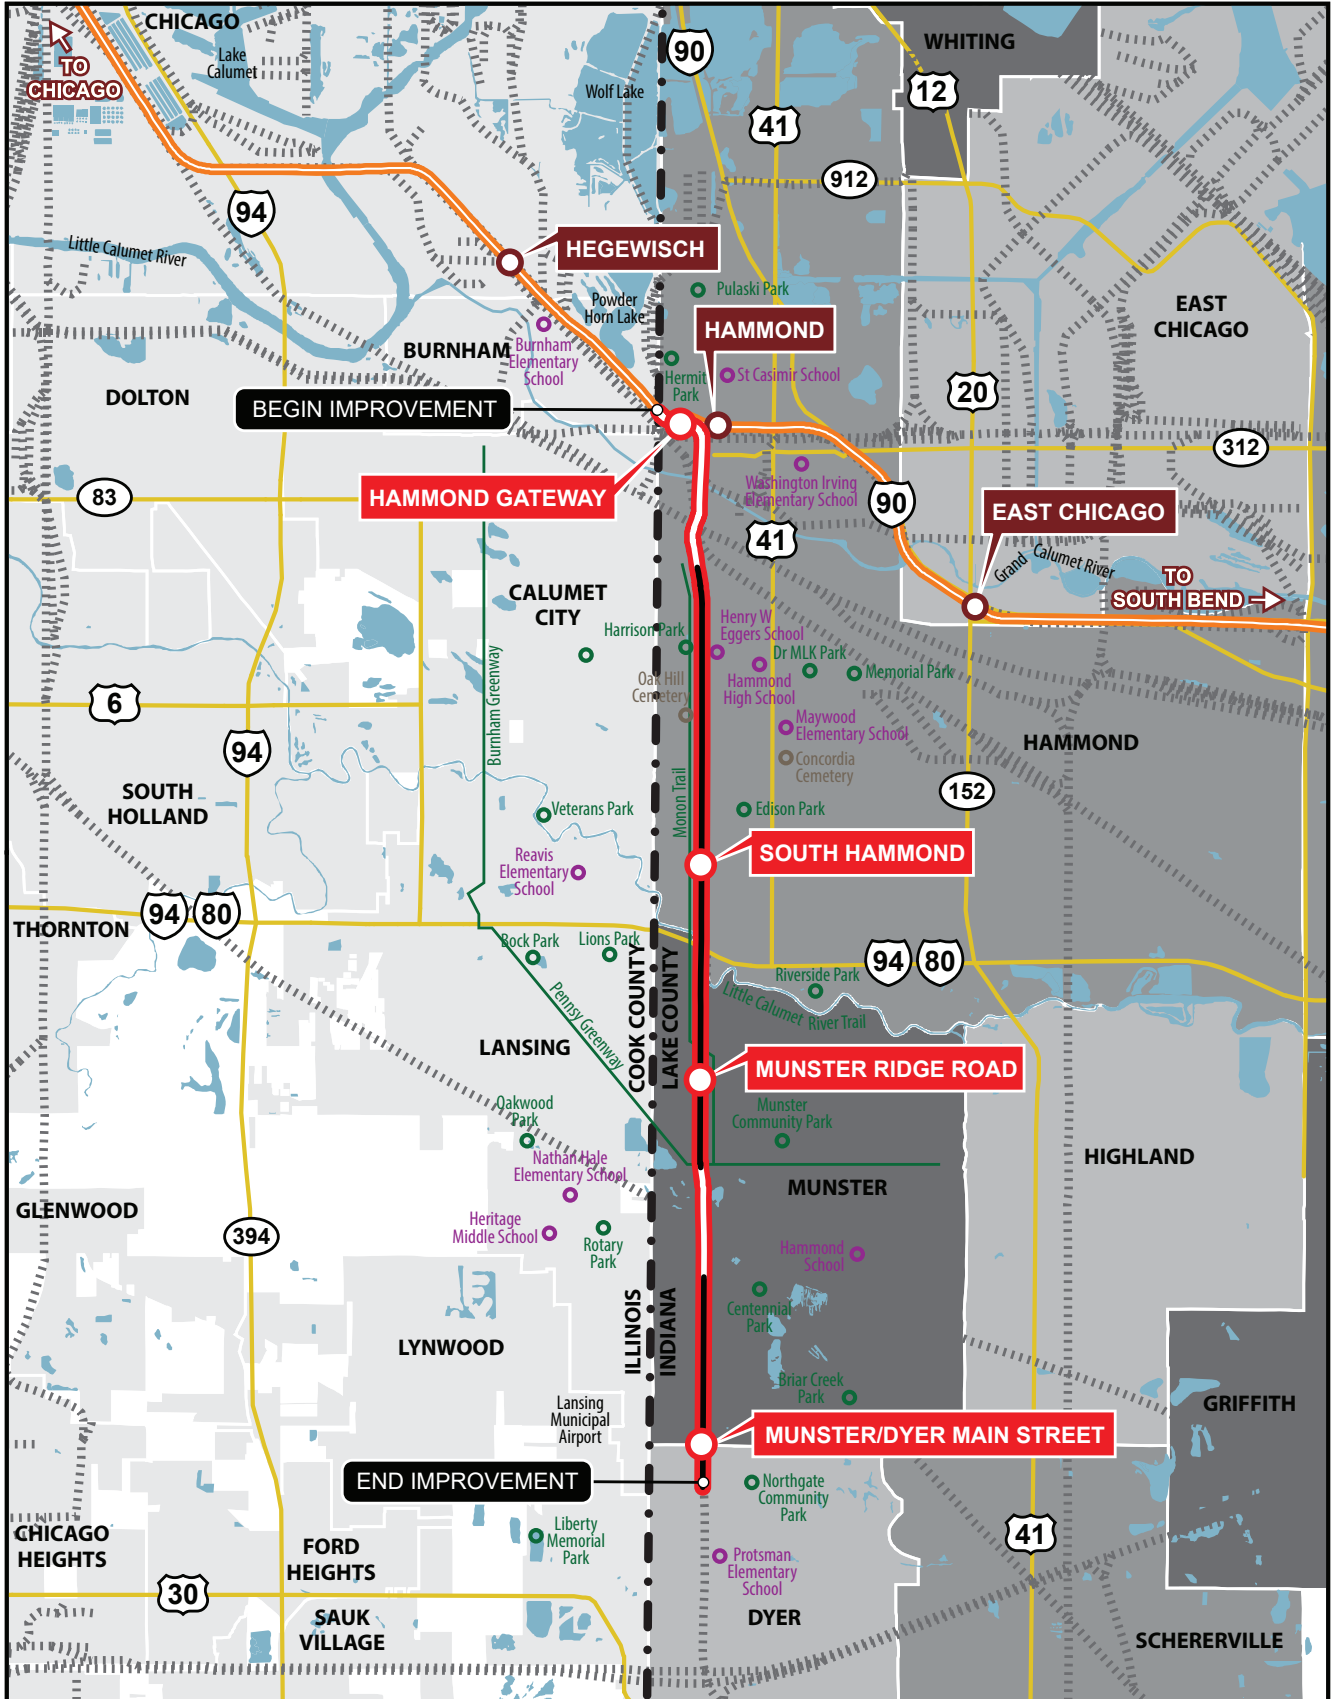 CHICAGO
TO
CHICAGO
Lake
Calumet
Wolf Lake
90
WHITING
12
41
912
94
Little Calumet River
HEGEWISCH
Powder
Horn Lake
Pulaski Park
EAST
CHICAGO
HAMMOND
BURNHAM
Burnham
Elementary
School
Hermit
Park
St Casimir School
DOLTON
BEGIN IMPROVEMENT
20
312
83
HAMMOND GATEWAY
Washington Irving
Elementary School
90
EAST CHICAGO
41
Grand Calumet River
TO
SOUTH BEND
CALUMET
CITY
Harrison Park
Henry W
Eggers School
Dr MLK Park
Memorial Park
Hammond
High School
Oak Hill
Cemetery
Burnham Greenway
6
Maywood
Elementary School
HAMMOND
94
Concordia
Cemetery
152
SOUTH
HOLLAND
Veterans Park
Monon Trail
Edison Park
SOUTH HAMMOND
Reavis
Elementary
School
94
80
THORNTON
Bock Park
Lions Park
94
80
Riverside Park
Little Calumet
River Trail
Pennsy Greenway
COOK COUNTY
LAKE COUNTY
LANSING
MUNSTER RIDGE ROAD
Oakwood
Park
Munster
Community Park
Nathan Hale
Elementary School
HIGHLAND
MUNSTER
GLENWOOD
394
Heritage
Middle School
Rotary
Park
Hammond
School
Centennial
Park
ILLINOIS
INDIANA
LYNWOOD
Briar Creek
Park
Lansing
Municipal
Airport
GRIFFITH
MUNSTER/DYER MAIN STREET
END IMPROVEMENT
Northgate
Community
Park
CHICAGO
HEIGHTS
FORD
HEIGHTS
Liberty
Memorial
Park
41
Protsman
Elementary
School
30
SAUK
VILLAGE
DYER
SCHERERVILLE